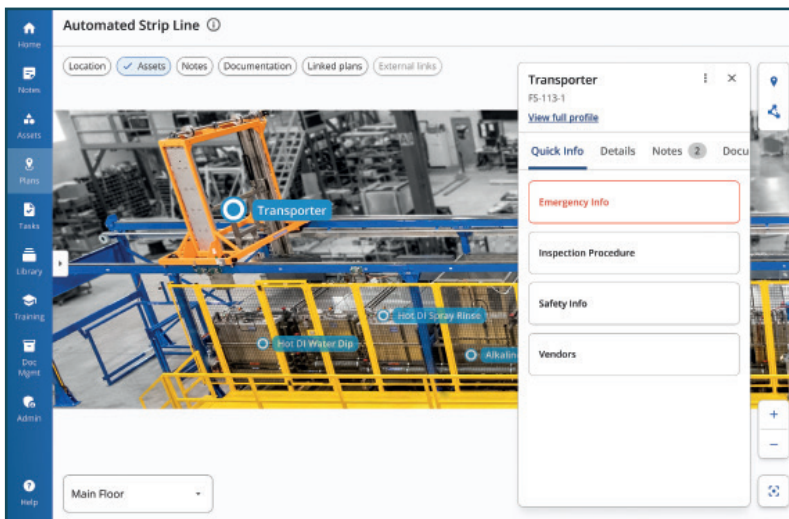 Automated Strip Line
Home
Notes
Assets
Plans
Tasks
Library
Training
Doc
Mgmt
Admin
Help
Location
Assets
Notes
Documentation
Linked plans
External links
Transporter
Hot DI Spray Rinse
Hot DI Water Dip
Alkalin
Main Floor
Transporter
FS-113-1
View full profile
Quick Info Details Notes 2 Docu
Emergency Info
Inspection Procedure
Safety Info
Vendors